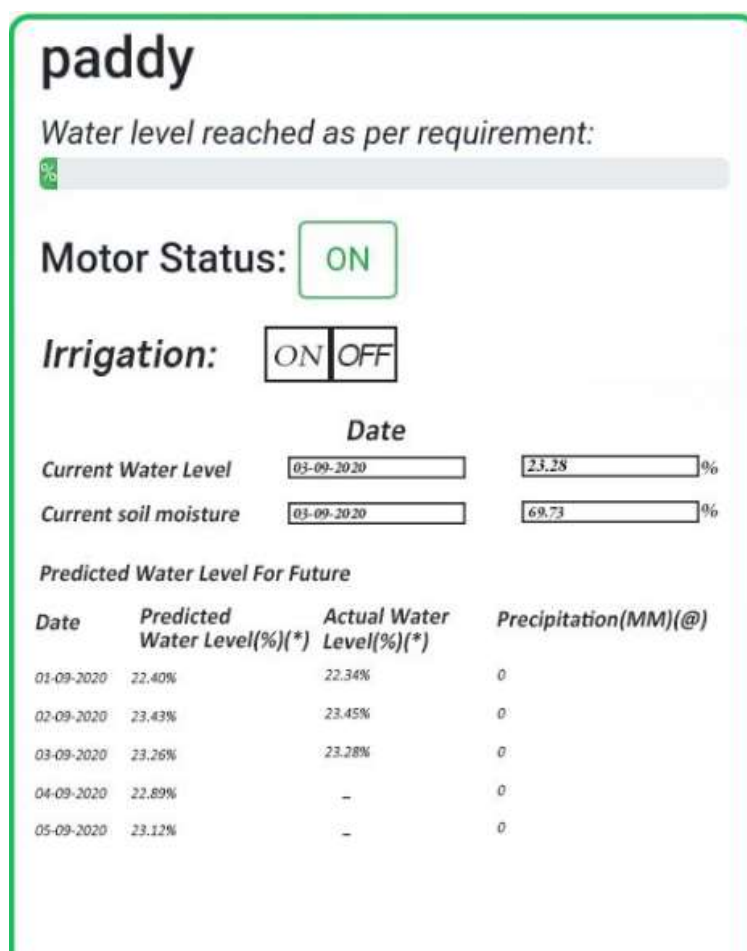 paddy
Water level reached as per requirement:
%
Motor Status: ON
Irrigation: ON OFF
Date
Current Water Level 03-09-2020 23.28 %
Current soil moisture 03-09-2020 69.73 %
Predicted Water Level For Future
Date Predicted Water Level(%)(*) Actual Water Level(%)(*) Precipitation(MM)(@)
01-09-2020 22.40% 22.34% 0
02-09-2020 23.43% 23.45% 0
03-09-2020 23.26% 23.28% 0
04-09-2020 22.89% _ 0
05-09-2020 23.12% _ 0